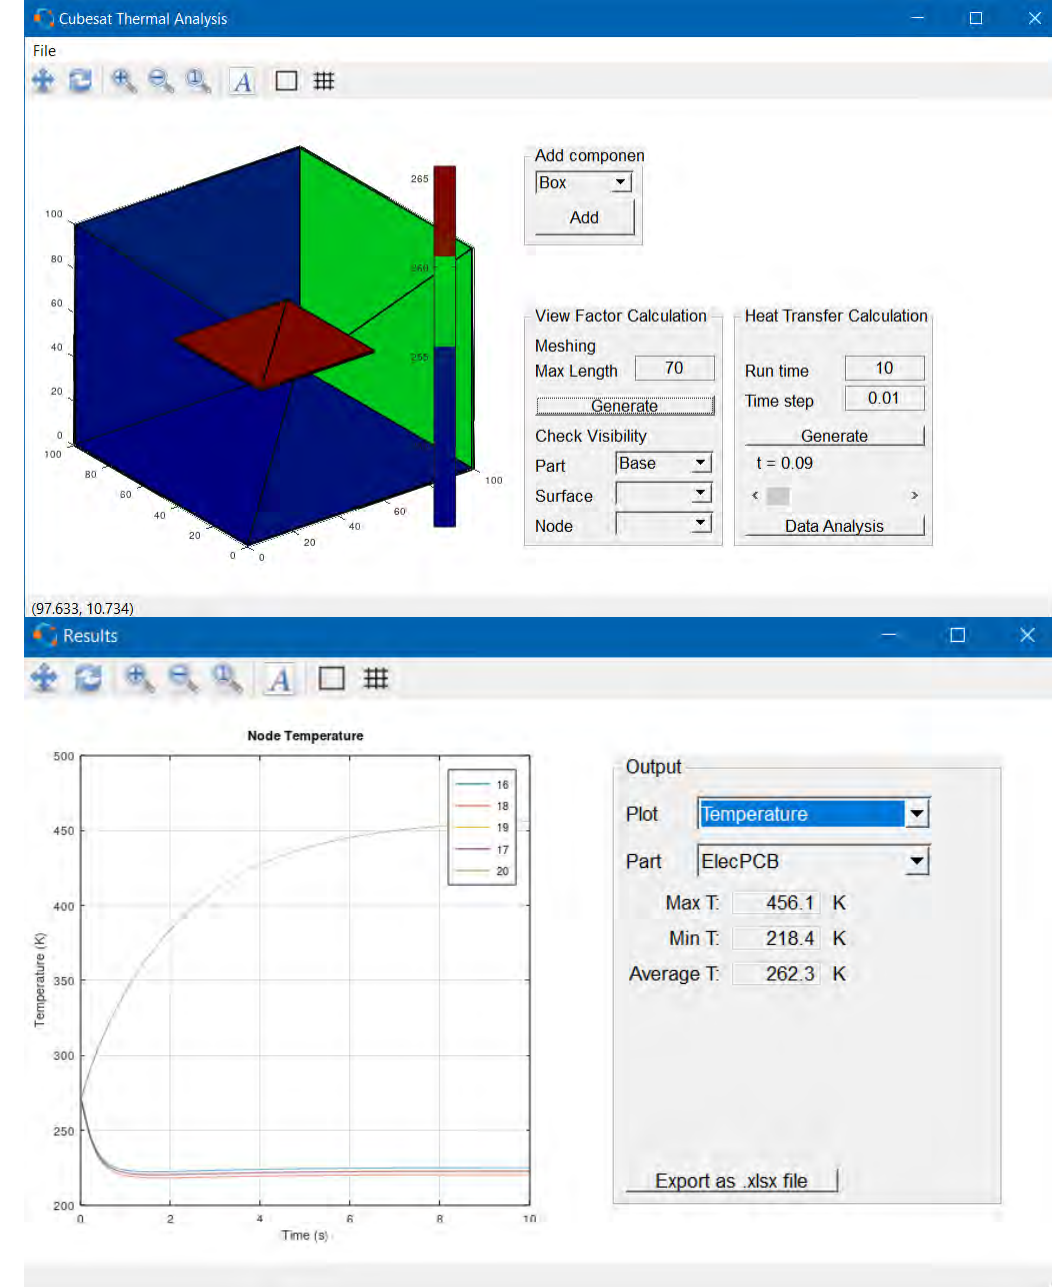 Cubesat Thermal Analysis
File
A
265
260
255
100
80
60
40
20
0
100
80
60
40
20
0
0
20
40
60
100
Add componen
Box
Add
View Factor Calculation
Meshing
Max Length 70
Generate
Check Visibility
Part Base
Surface
Node
Heat Transfer Calculation
Run time 10
Time step 0.01
Generate
t = 0.09
< >
Data Analysis
(97.633, 10.734)
Results
A
Node Temperature
500
450
400
350
300
250
200
Temperature (K)
0 2 4 6 8 10
Time (s)
16
18
19
17
20
Output
Plot Temperature
Part ElecPCB
Max T: 456.1 K
Min T: 218.4 K
Average T: 262.3 K
Export as .xlsx file